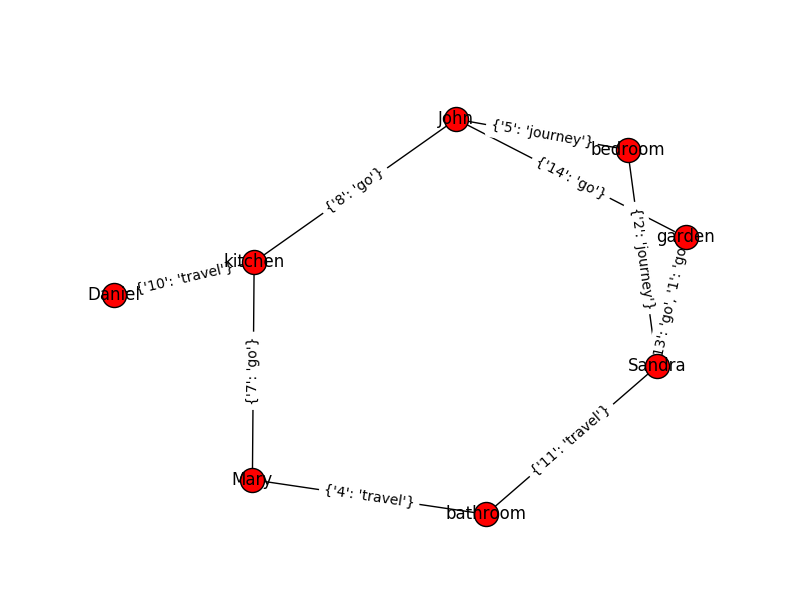 John
{'5': 'journey'}
bedroom
{'14': 'go'}
{'8': 'go'}
garden
{'2': 'journey'}
kitchen
{'10': 'travel'}
Daniel
13': 'go', '1': 'go
{'7': 'go'}
Sandra
{'11': 'travel'}
Mary
{'4': 'travel'}
bathroom